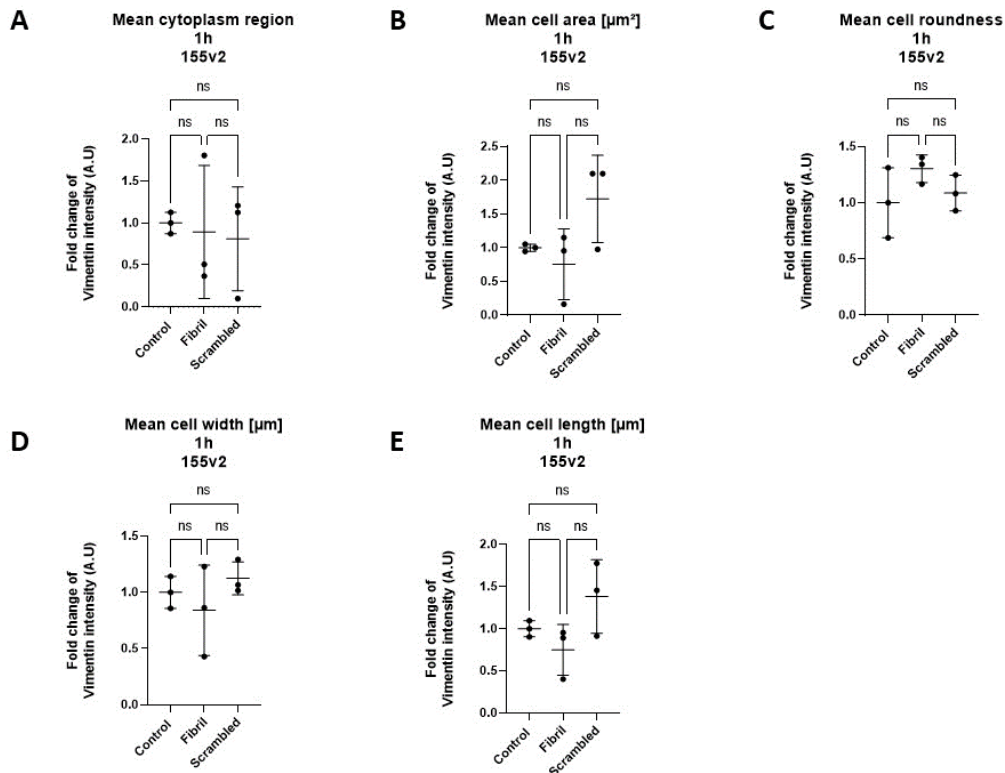 A
Mean cytoplasm region
1h
155v2
ns
ns ns
Fold change of
Vimentin intensity (A.U)
2.0
1.5
1.0
0.5
0.0
Control
Fibril
Scrambled
B
Mean cell area [µm²]
1h
155v2
ns
ns ns
Fold change of
Vimentin intensity (A.U)
2.5
2.0
1.5
1.0
0.5
0.0
Control
Fibril
Scrambled
C
Mean cell roundness
1h
155v2
ns
ns ns
Fold change of
Vimentin intensity (A.U)
1.5
1.0
0.5
0.0
Control
Fibril
Scrambled
D
Mean cell width [µm]
1h
155v2
ns
ns ns
Fold change of
Vimentin intensity (A.U)
1.5
1.0
0.5
0.0
Control
Fibril
Scrambled
E
Mean cell length [µm]
1h
155v2
ns
ns ns
Fold change of
Vimentin intensity (A.U)
2.0
1.5
1.0
0.5
0.0
Control
Fibril
Scrambled